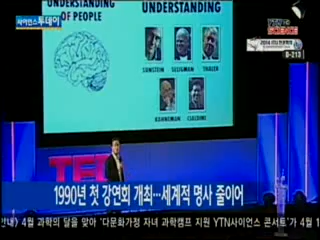 사이언스 투데이
UNDERSTANDING
OF PEOPLE
UNDERSTANDING
YTN
SCIENCE
D-213
SUNSTEIN
SELIGMAN
THALER
KAHNEMAN
CIALDINI
TED
1990년 첫 강연회 개최…세계적 명사 줄이어
안내> 4월 과학의 달을 맞아 '다문화가정 자녀 과학캠프 지원 YTN사이언스 콘서트'가 4월 1